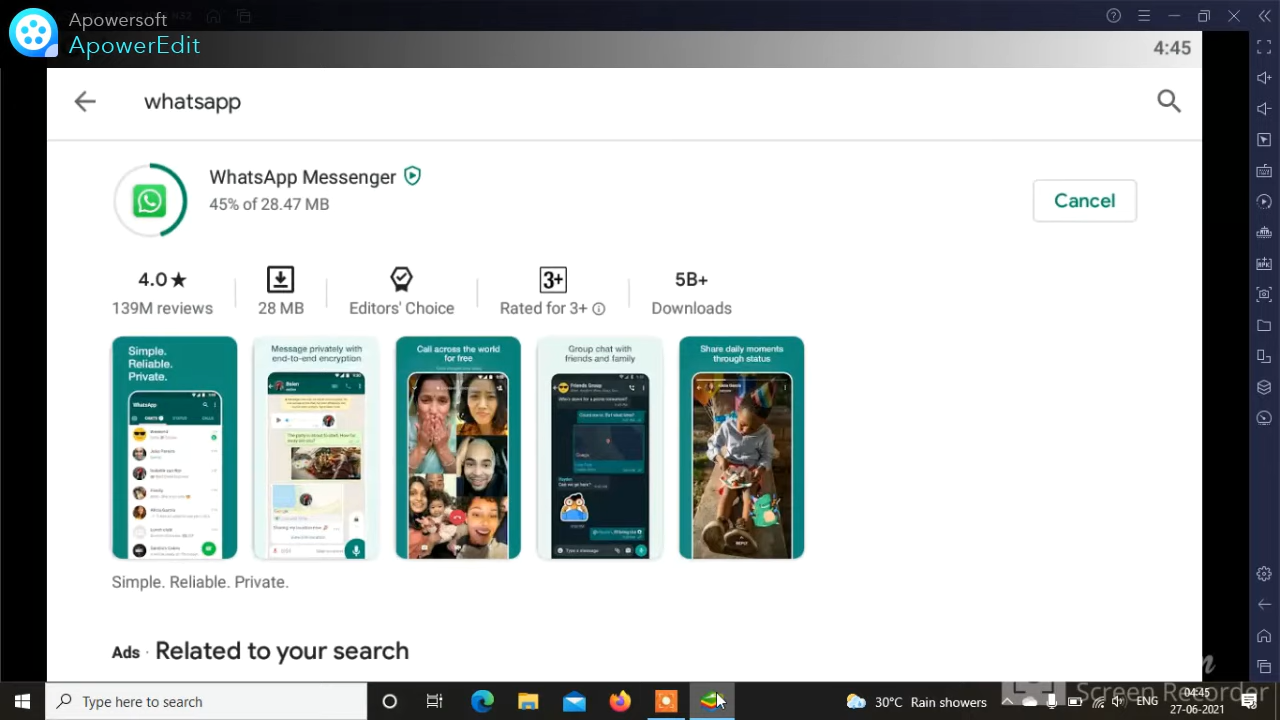 Apowersoft
ApowerEdit
4:45
whatsapp
WhatsApp Messenger
45% of 28.47 MB
Cancel
4.0★
139M reviews
28 MB
Editors' Choice
3+
Rated for 3+
5B+
Downloads
Simple.
Reliable.
Private.
WhatsApp
Message privately with
end-to-end encryption
Call across the world
for free
Group chat with
friends and family
Friends Group
Share daily moments
through status
REPLY
Simple. Reliable. Private.
Ads · Related to your search
Type here to search
30°C Rain showers
ENG
04:45
27-06-2021
Screen Recorder